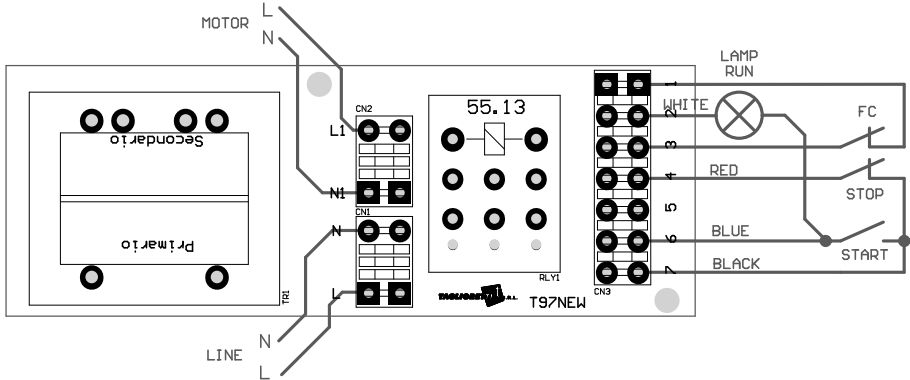 L
MOTOR
N
LAMP
RUN
CN2
55.13
1
WHITE
2
FC
L1
Secondario
3
RED
4
STOP
N1
CN1
5
N
Primario
BLUE
6
START
BLACK
7
RLY1
CN3
TR1
L
T97NEW
N
LINE
L